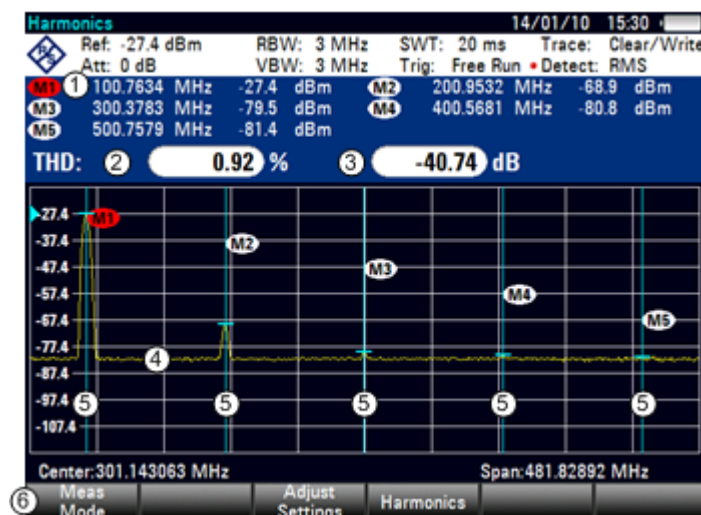 Harmonics 14/01/10 15:30
Ref: -27.4 dBm RBW: 3 MHz SWT: 20 ms Trace: Clear/Write
Att: 0 dB VBW: 3 MHz Trig: Free Run • Detect: RMS
M1 1 100.7634 MHz -27.4 dBm M2 200.9532 MHz -68.9 dBm
M3 300.3783 MHz -79.5 dBm M4 400.5681 MHz -80.8 dBm
M5 500.7579 MHz -81.4 dBm
THD: 2 0.92 % 3 -40.74 dB
-27.4 M1
-37.4 M2
-47.4 M3
-57.4 M4
-67.4 M5
-77.4
4
-87.4
-97.4 5 5 5 5 5
-107.4
Center:301.143063 MHz Span:481.82892 MHz
6 Meas Mode Adjust Settings Harmonics